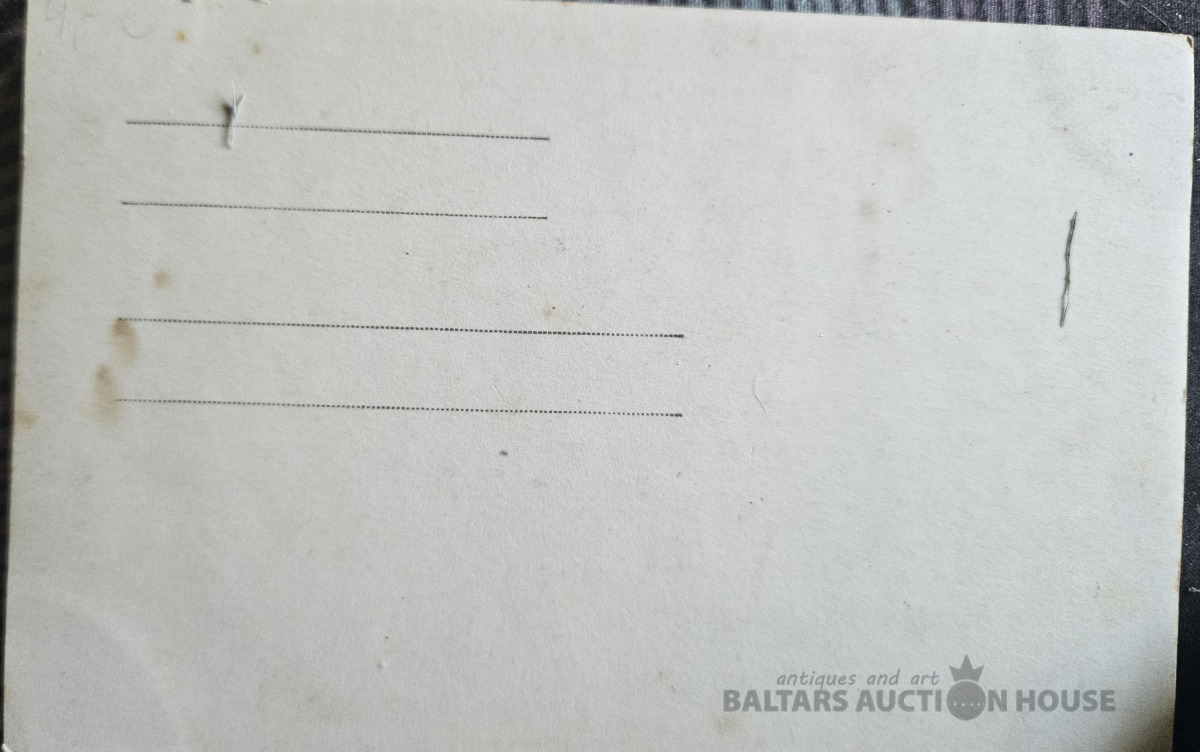 antiques and art
BALTARS AUCTION HOUSE